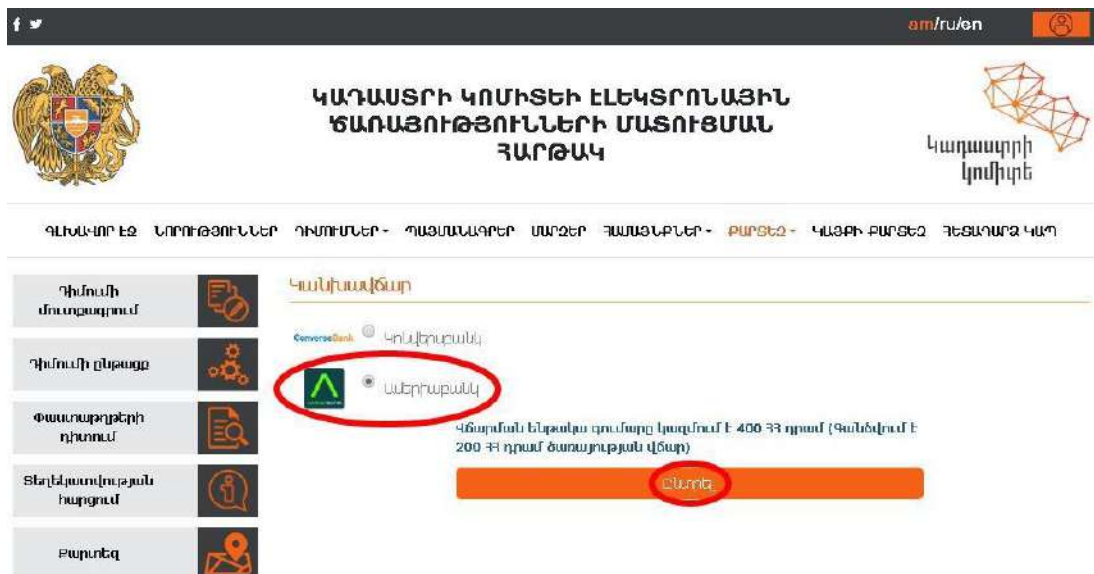 am/ru/en
ԿԱԴԱՍՏՐԻ ԿՈՄԻՏԵԻ ԷԼԵԿՏՐՈՆԱՅԻՆ
ԾԱՌԱՅՈՒԹՅՈՒՆՆԵՐԻ ՄԱՏՈՒՑՄԱՆ
ՀԱՐԹԱԿ
Կադաստրի
կոմիտե
ԳԼԽԱՎՈՐ ԷՋ ՆՈՐՈՒԹՅՈՒՆՆԵՐ ԴԻՄՈՒՄՆԵՐ ՊԱՅՄԱՆԱԳՐԵՐ ՄԱՐԶԵՐ ՀԱՄԱՅՆՔՆԵՐ ՔԱՐՏԵԶ ԿԱՅՔԻ ՔԱՐՏԵԶ ՀԵՏԱԴԱՐՁ ԿԱՊ
Դիմումի
մուտքագրում
Դիմումի ընթացք
Փաստաթղթերի
դիտում
Տեղեկատվության
հարցում
Քարտեզ
Կանխավճար
ConverseBank Կոնվերսբանկ
Ամերիաբանկ
Վճարման ենթակա գումարը կազմում է 400 ՀՀ դրամ (Գանձվում է
200 ՀՀ դրամ ծառայության վճար)
Ընտրել